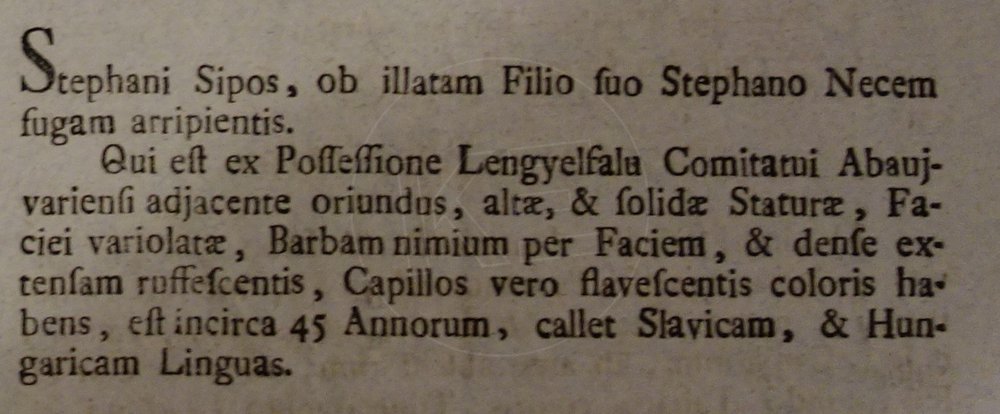 Stephani Sipos, ob illatam Filio ſuo Stephano Necem
fugam arripientis.
Qui eſt ex Poſſeſſione Lengyelfalu Comitatui Abauj-
varienſi adjacente oriundus, altæ, & ſolidæ Staturæ, Fa-
ciei variolatæ, Barbam nimium per Faciem, & denſe ex-
tenſam ruffeſcentis, Capillos vero flaveſcentis coloris ha-
bens, eſt incirca 45 Annorum, callet Slavicam, & Hun-
garicam Linguas.